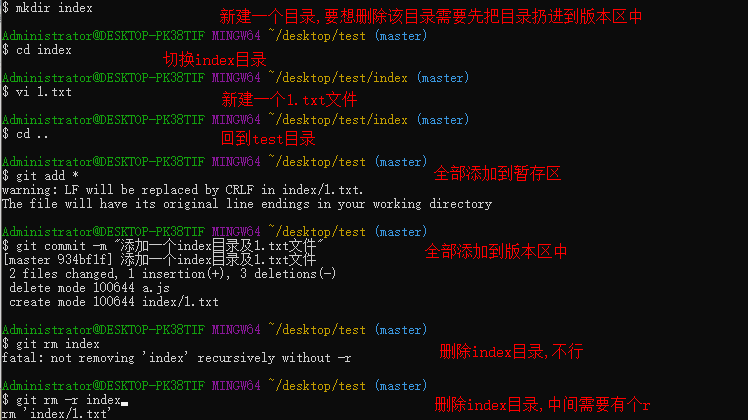 $ mkdir index
新建一个目录,要想删除该目录需要先把目录扔进到版本区中
Administrator@DESKTOP-PK38TIF MINGW64 ~/desktop/test (master)
$ cd index
切换index目录
Administrator@DESKTOP-PK38TIF MINGW64 ~/desktop/test/index (master)
$ vi 1.txt
新建一个1.txt文件
Administrator@DESKTOP-PK38TIF MINGW64 ~/desktop/test/index (master)
$ cd ..
回到test目录
Administrator@DESKTOP-PK38TIF MINGW64 ~/desktop/test (master)
$ git add *
全部添加到暂存区
warning: LF will be replaced by CRLF in index/1.txt.
The file will have its original line endings in your working directory
Administrator@DESKTOP-PK38TIF MINGW64 ~/desktop/test (master)
$ git commit -m "添加一个index目录及1.txt文件"
全部添加到版本区中
[master 934bf1f] 添加一个index目录及1.txt文件
2 files changed, 1 insertion(+), 3 deletions(-)
delete mode 100644 a.js
create mode 100644 index/1.txt
Administrator@DESKTOP-PK38TIF MINGW64 ~/desktop/test (master)
$ git rm index
删除index目录,不行
fatal: not removing 'index' recursively without -r
Administrator@DESKTOP-PK38TIF MINGW64 ~/desktop/test (master)
$ git rm -r index
删除index目录,中间需要有个r
rm 'index/1.txt'